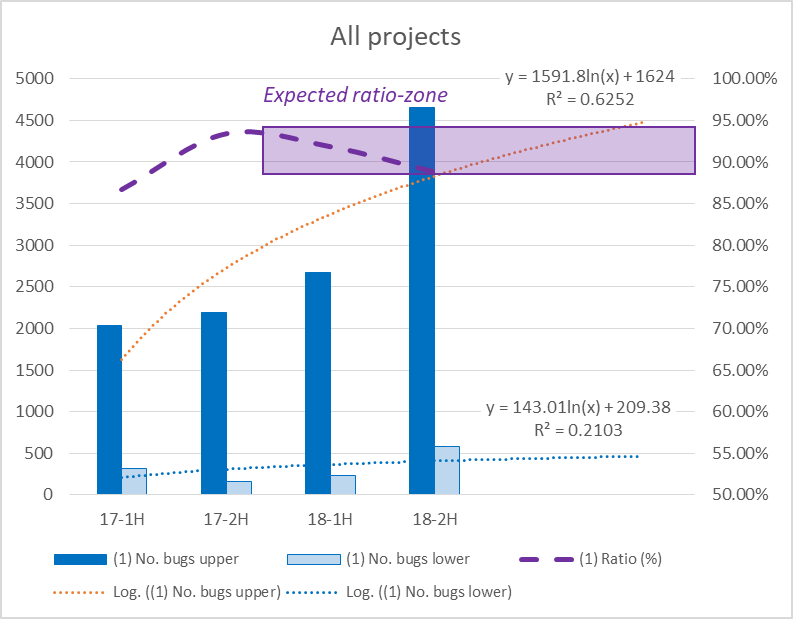 All projects
y = 1591.8ln(x) + 1624
R² = 0.6252
Expected ratio-zone
5000
4500
4000
3500
3000
2500
2000
1500
1000
500
0
100.00%
95.00%
90.00%
85.00%
80.00%
75.00%
70.00%
65.00%
60.00%
55.00%
50.00%
y = 143.01ln(x) + 209.38
R² = 0.2103
17-1H 17-2H 18-1H 18-2H
(1) No. bugs upper (1) No. bugs lower (1) Ratio (%)
Log. ((1) No. bugs upper) Log. ((1) No. bugs lower)